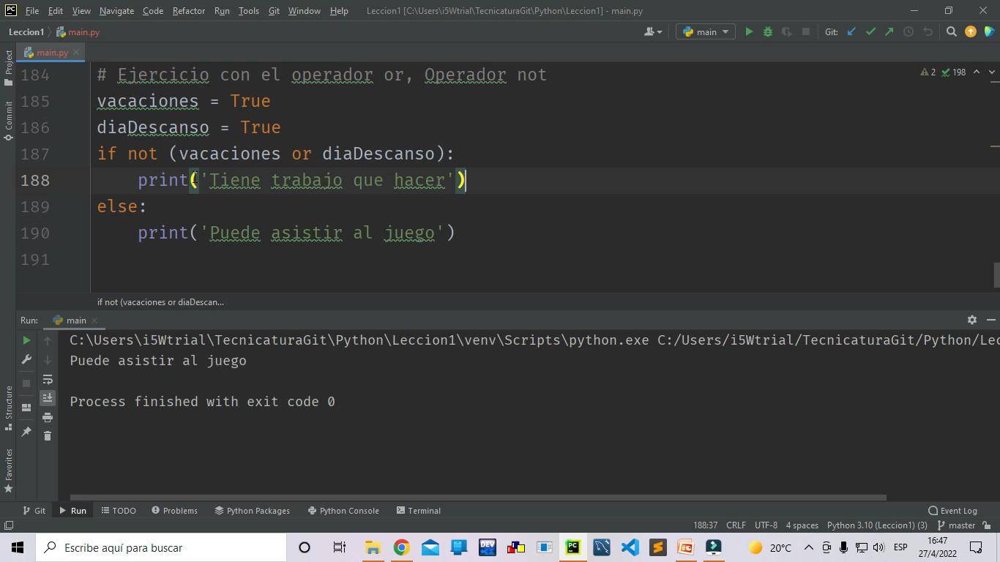 File Edit View Navigate Code Refactor Run Tools Git Window Help Leccion1 [C:\Users\i5Wtrial\TecnicaturaGit\Python\Leccion1] - main.py
Leccion1 main.py main Git:
main.py
Project
Commit
Structure
Favorites
184 # Ejercicio con el operador or, Operador not
2 198
185 vacaciones = True
186 diaDescanso = True
187 if not (vacaciones or diaDescanso):
188 print('Tiene trabajo que hacer')
189 else:
190 print('Puede asistir al juego')
191
if not (vacaciones or diaDescan...
Run: main
C:\Users\i5Wtrial\TecnicaturaGit\Python\Leccion1\venv\Scripts\python.exe C:/Users/i5Wtrial/TecnicaturaGit/Python/Lec
Puede asistir al juego
Process finished with exit code 0
Git Run TODO Problems Python Packages Python Console Terminal Event Log
188:37 CRLF UTF-8 4 spaces Python 3.10 (Leccion1) (3) master
Escribe aquí para buscar DEV 20°C ESP 16:47
27/4/2022